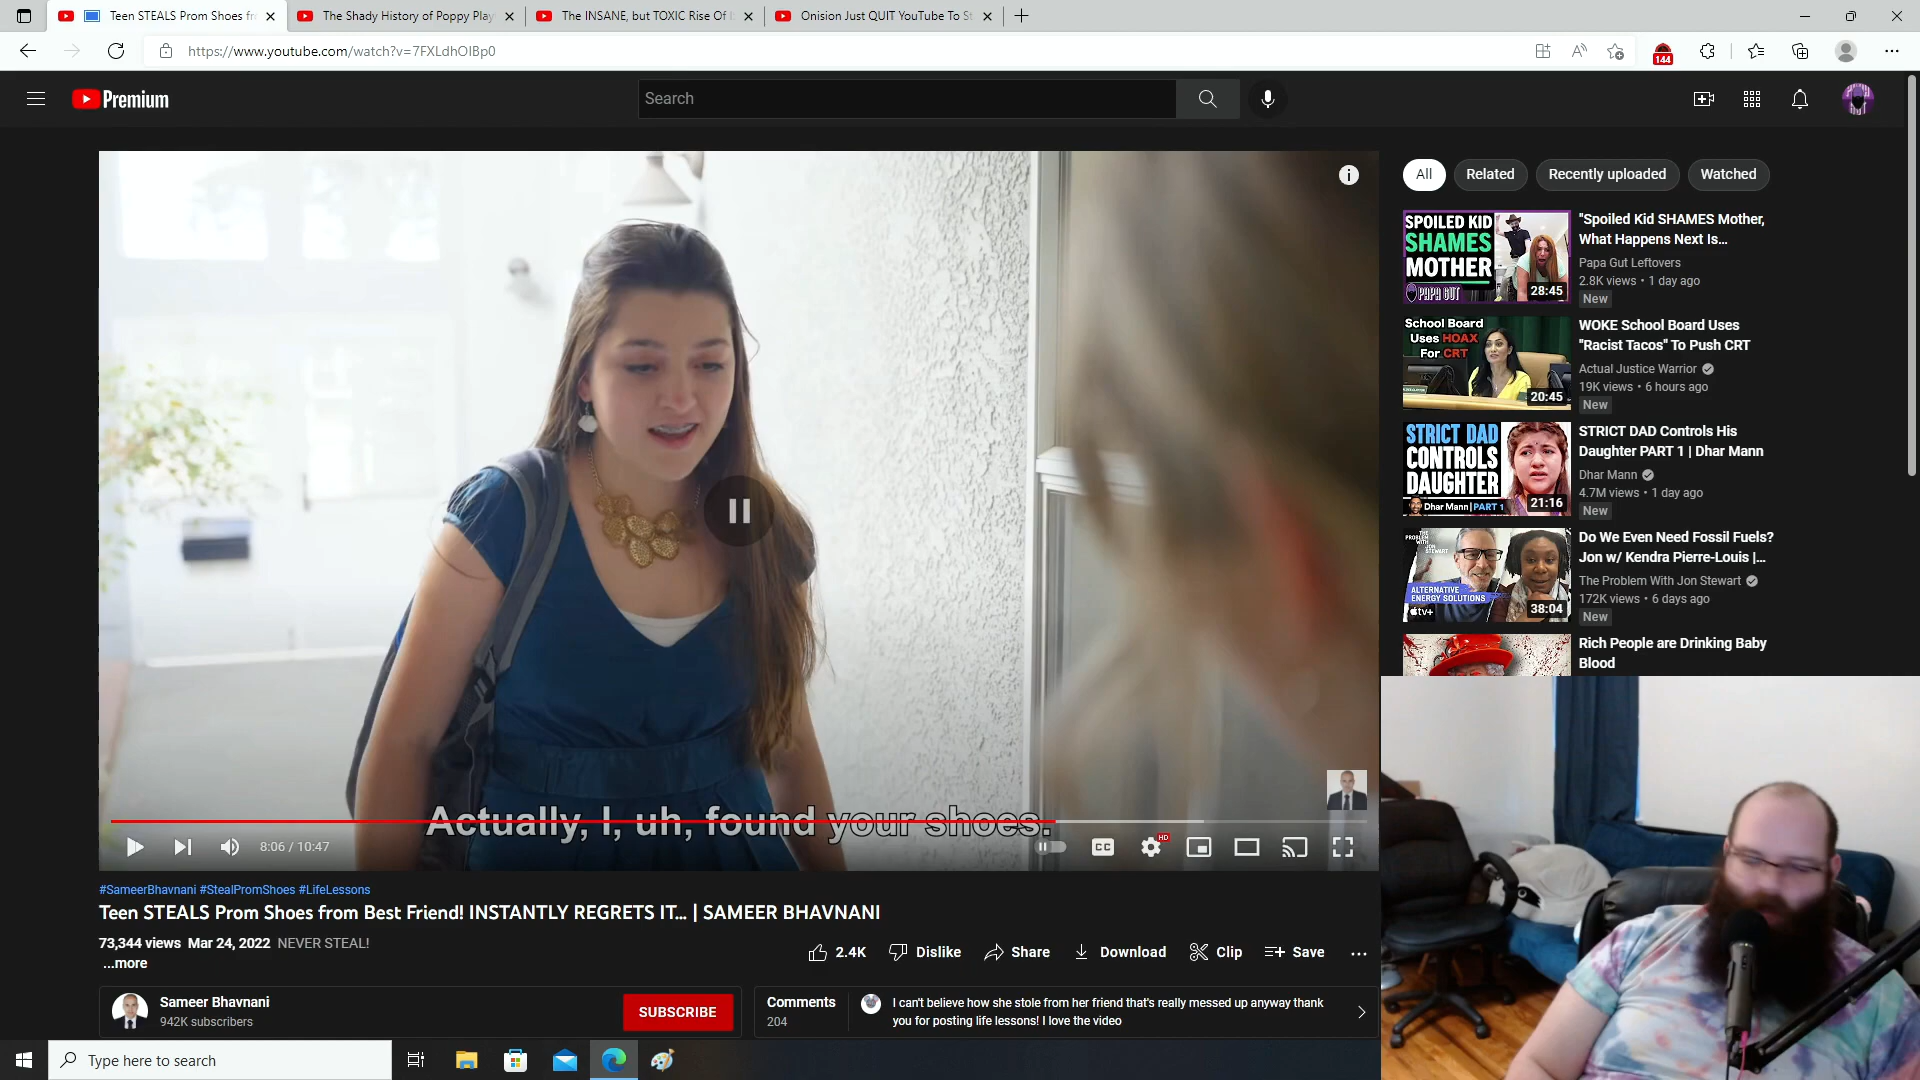 Teen STEALS Prom Shoes fr
The Shady History of Poppy Play
The INSANE, but TOXIC Rise Of
Onision Just QUIT YouTube To St
https://www.youtube.com/watch?v=7FXLdhOIBp0
144
Premium
Search
All
Related
Recently uploaded
Watched
SPOILED KID
SHAMES
MOTHER
PAPA GUT
28:45
"Spoiled Kid SHAMES Mother,
What Happens Next Is...
Papa Gut Leftovers
2.8K views • 1 day ago
New
School Board
Uses HOAX
For CRT
20:45
WOKE School Board Uses
"Racist Tacos" To Push CRT
Actual Justice Warrior
19K views • 6 hours ago
New
STRICT DAD
CONTROLS
DAUGHTER
Dhar Mann | PART 1
21:16
STRICT DAD Controls His
Daughter PART 1 | Dhar Mann
Dhar Mann
4.7M views • 1 day ago
New
THE PROBLEM WITH JON STEWART
ALTERNATIVE
ENERGY SOLUTIONS
tv+
38:04
Do We Even Need Fossil Fuels?
Jon w/ Kendra Pierre-Louis |...
The Problem With Jon Stewart
172K views • 6 days ago
New
Rich People are Drinking Baby
Blood
Actually, I, uh, found your shoes.
8:06 / 10:47
CC
HD
#SameerBhavnani #StealPromShoes #LifeLessons
Teen STEALS Prom Shoes from Best Friend! INSTANTLY REGRETS IT... | SAMEER BHAVNANI
73,344 views Mar 24, 2022 NEVER STEAL!
...more
2.4K
Dislike
Share
Download
Clip
Save
Sameer Bhavnani
942K subscribers
SUBSCRIBE
Comments
204
I can't believe how she stole from her friend that's really messed up anyway thank
you for posting life lessons! I love the video
Type here to search